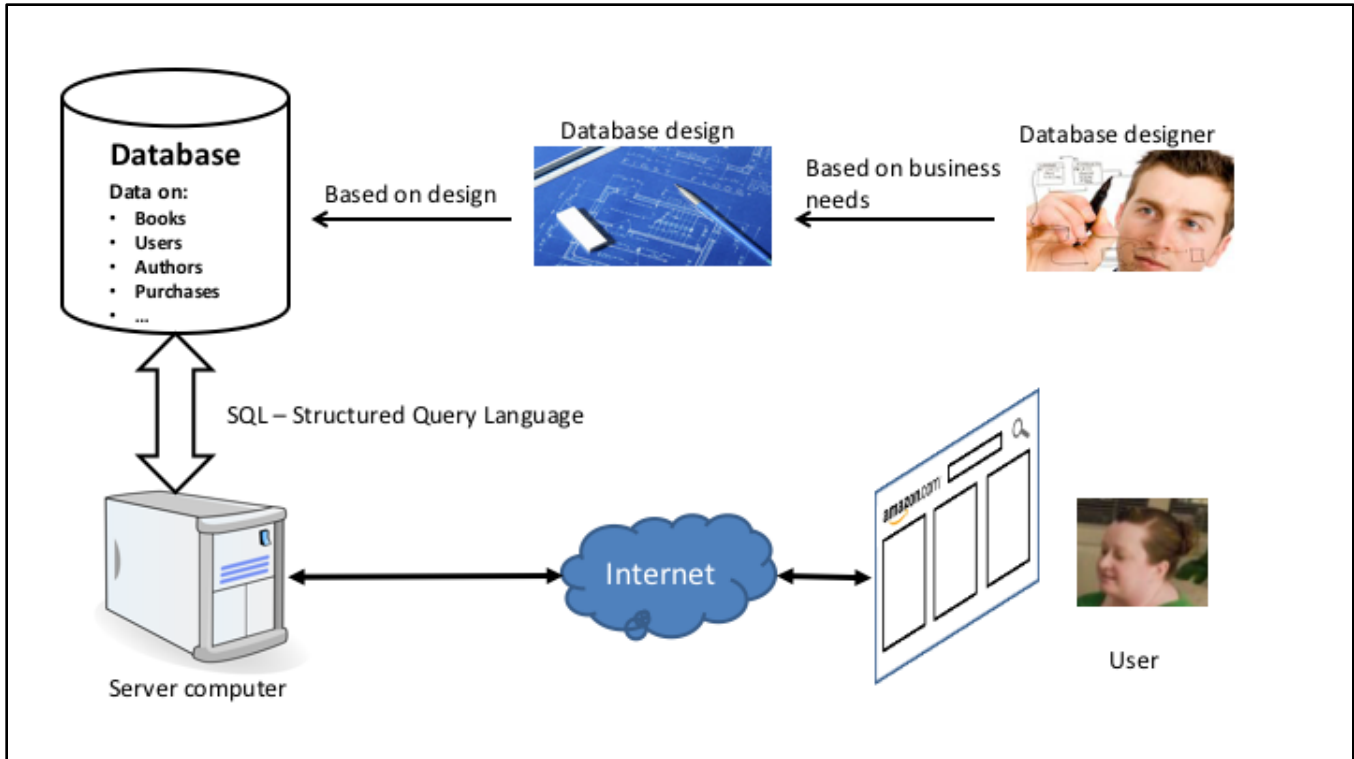 Database
Data on:
• Books
• Users
• Authors
• Purchases
• ...
Based on design
Database design
Based on business
needs
Database designer
SQL – Structured Query Language
Server computer
Internet
amazon.com
User